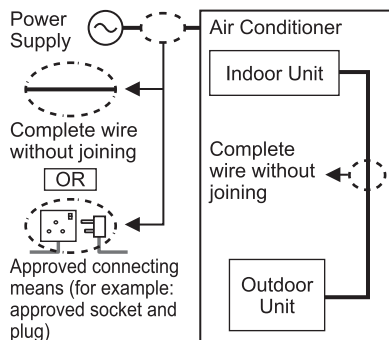 Power
Supply
Air Conditioner
Indoor Unit
Complete wire
without joining
OR
Complete
wire without
joining
Approved connecting
means (for example:
approved socket and
plug)
Outdoor
Unit